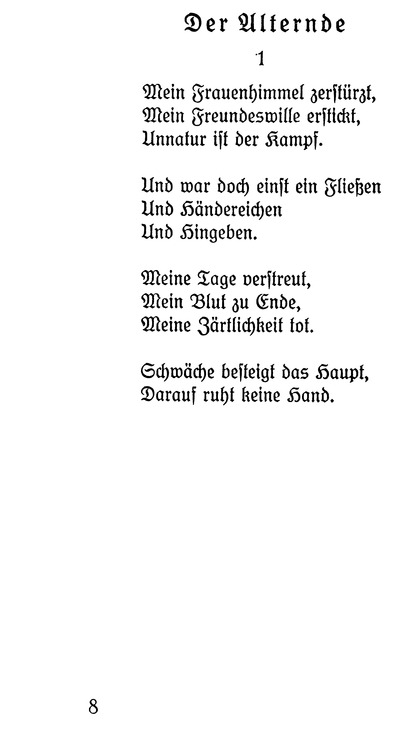 Der Alternde
1
Mein Frauenhimmel zerstürzt,
Mein Freundeswille erstickt,
Unnatur ist der Kampf.
Und war doch einst ein Fließen
Und Händereichen
Und Hingeben.
Meine Tage verstreut,
Mein Blut zu Ende,
Meine Zärtlichkeit tot.
Schwäche besteigt das Haupt,
Darauf ruht keine Hand.
8